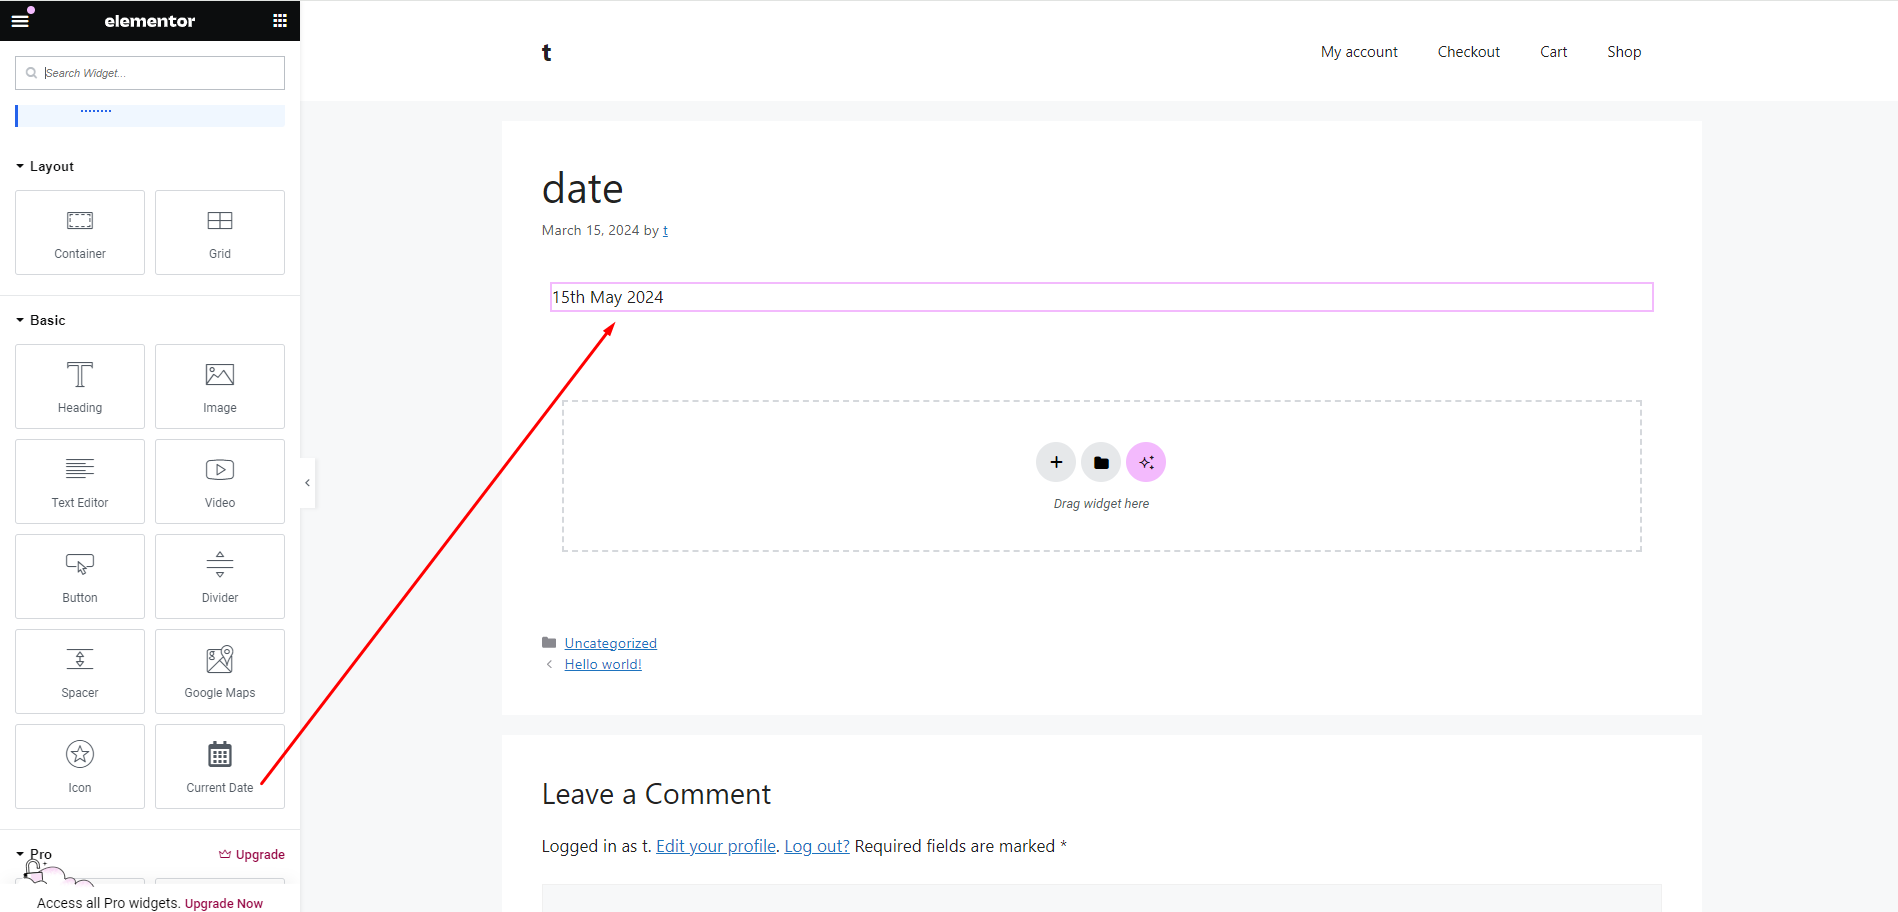 elementor
Search Widget...
Layout
Container
Grid
Basic
Heading
Image
Text Editor
Video
Button
Divider
Spacer
Google Maps
Icon
Current Date
Pro
Upgrade
Access all Pro widgets. Upgrade Now
t
My account
Checkout
Cart
Shop
date
March 15, 2024 by t
15th May 2024
Drag widget here
Uncategorized
Hello world!
Leave a Comment
Logged in as t. Edit your profile. Log out? Required fields are marked *